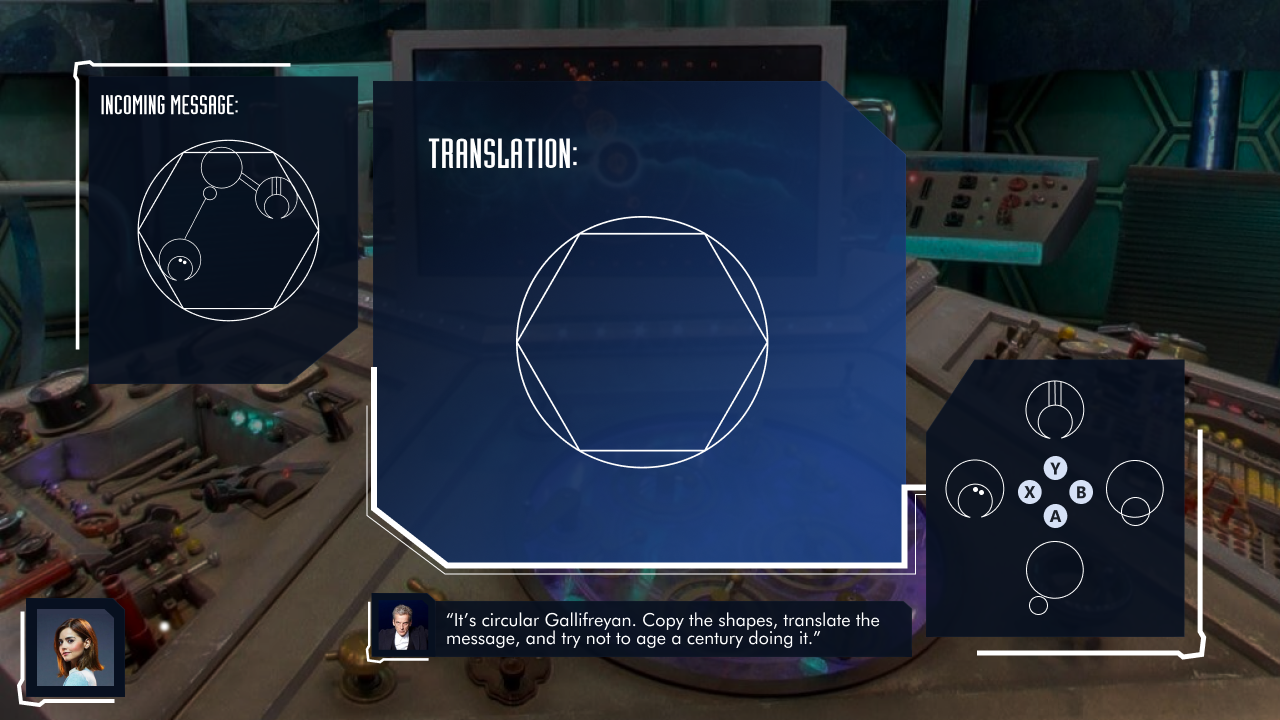 INCOMING MESSAGE:
TRANSLATION:
Y
X
B
A
“It’s circular Gallifreyan. Copy the shapes, translate the
message, and try not to age a century doing it.”